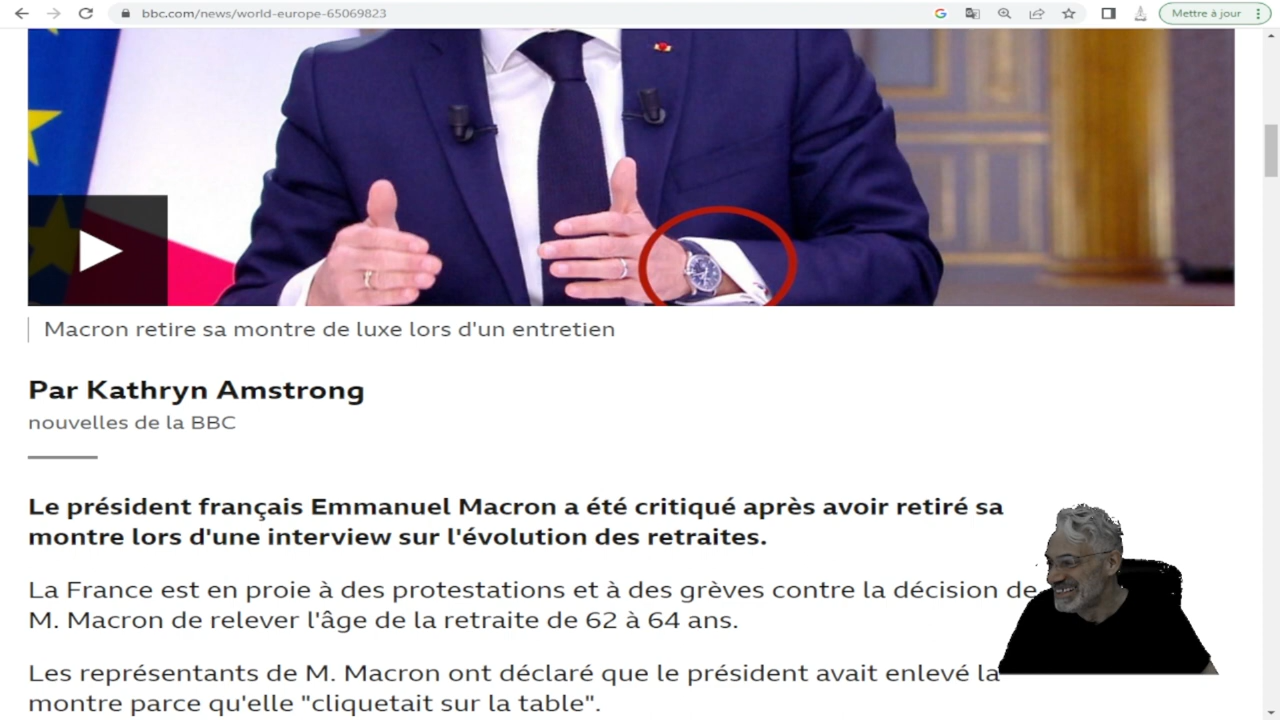 bbc.com/news/world-europe-65069823
Mettre à jour
Macron retire sa montre de luxe lors d'un entretien
Par Kathryn Amstrong
nouvelles de la BBC
Le président français Emmanuel Macron a été critiqué après avoir retiré sa
montre lors d'une interview sur l'évolution des retraites.
La France est en proie à des protestations et à des grèves contre la décision de
M. Macron de relever l'âge de la retraite de 62 à 64 ans.
Les représentants de M. Macron ont déclaré que le président avait enlevé la
montre parce qu'elle "cliquetait sur la table".